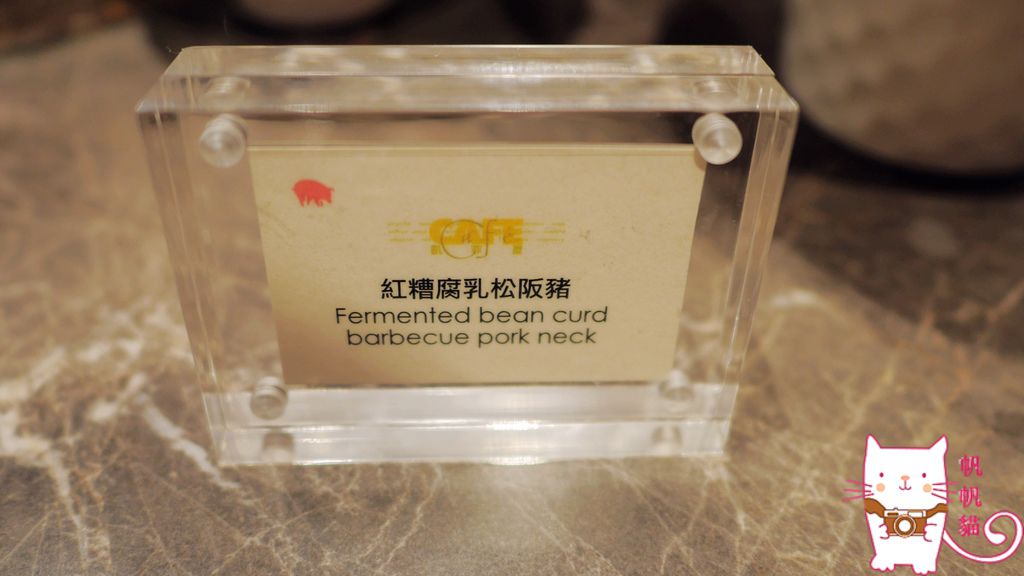 CAFE
紅糟腐乳松阪豬
Fermented bean curd
barbecue pork neck
帆帆貓